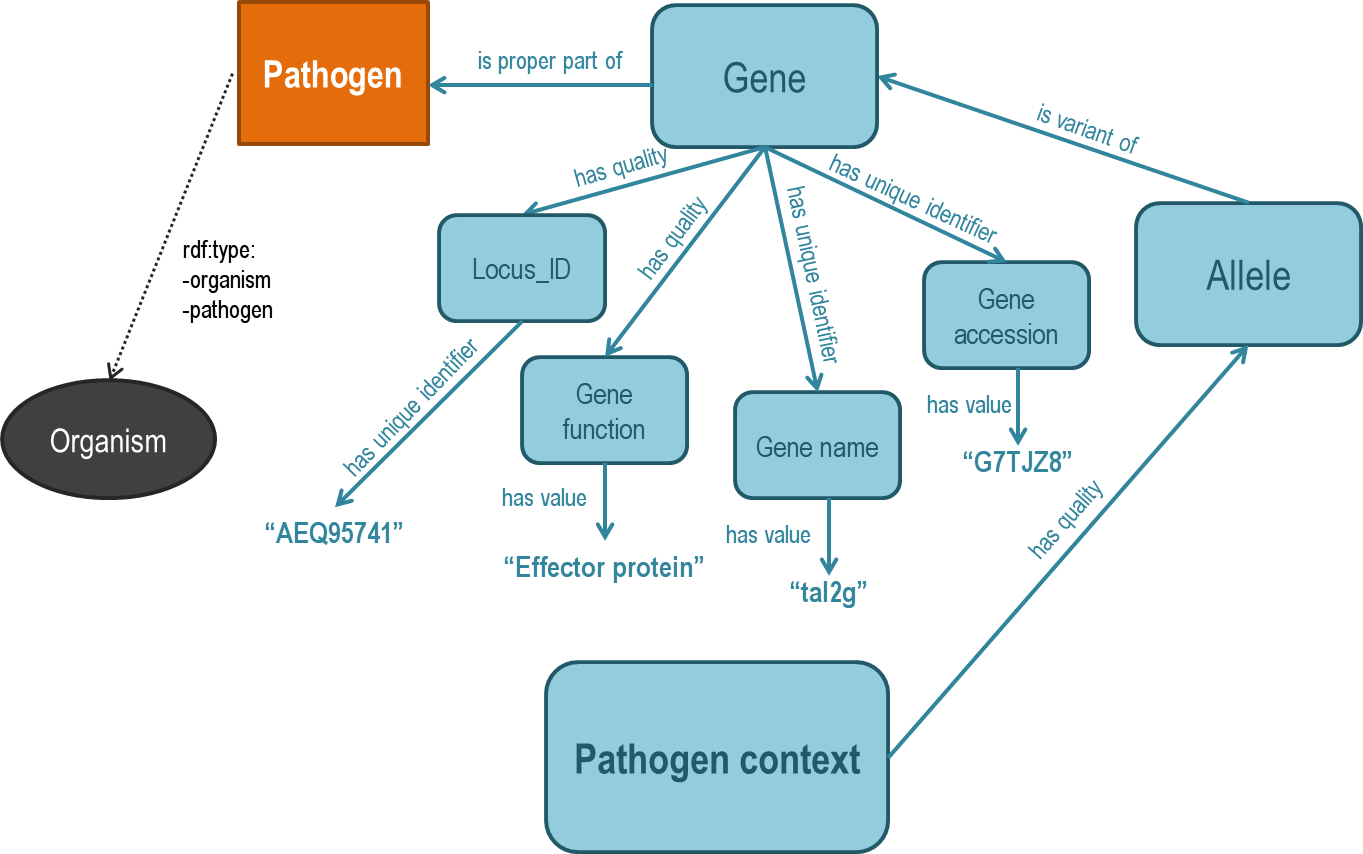 Pathogen
is proper part of
Gene
is variant of
has quality
has quality
has unique identifier
has unique identifier
rdf:type:
-organism
-pathogen
Locus_ID
Gene
accession
Allele
has unique identifier
Gene
function
Gene name
has value
Organism
“G7TJZ8”
has value
“AEQ95741”
has value
“Effector protein”
“tal2g”
has quality
Pathogen context